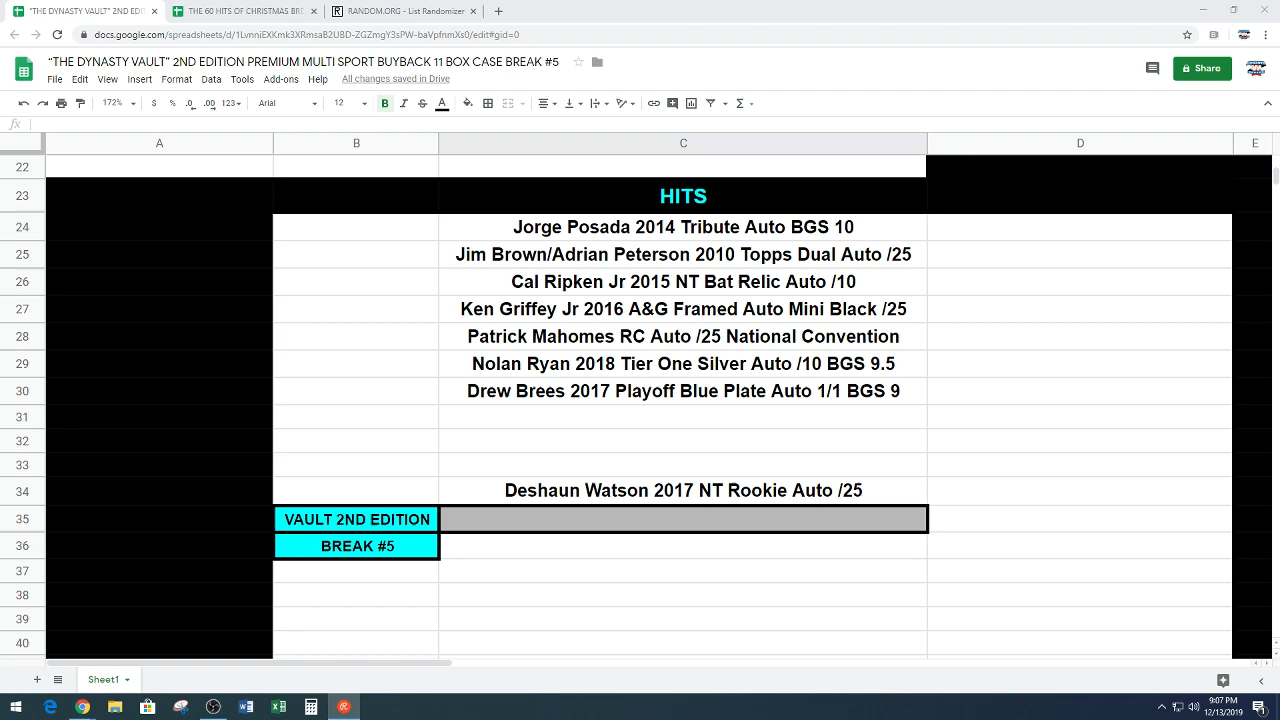 "THE DYNASTY VAULT" 2ND EDIT
THE 60 HITS OF CHRISTMAS BRE
RANDOM.ORG - List Randomizer
docs.google.com/spreadsheets/d/1LvnniEXKmk3XRmsaB2UBD-ZGZmgY3sPW-baVpfnmXs0/edit#gid=0
"THE DYNASTY VAULT" 2ND EDITION PREMIUM MULTI SPORT BUYBACK 11 BOX CASE BREAK #5
Share
File Edit View Insert Format Data Tools Add-ons Help All changes saved in Drive
172% $ % .0 .00 123 Arial 12 B I S A
fx
A B C D E
22
23 HITS
24 Jorge Posada 2014 Tribute Auto BGS 10
25 Jim Brown/Adrian Peterson 2010 Topps Dual Auto /25
26 Cal Ripken Jr 2015 NT Bat Relic Auto /10
27 Ken Griffey Jr 2016 A&G Framed Auto Mini Black /25
28 Patrick Mahomes RC Auto /25 National Convention
29 Nolan Ryan 2018 Tier One Silver Auto /10 BGS 9.5
30 Drew Brees 2017 Playoff Blue Plate Auto 1/1 BGS 9
31
32
33
34 Deshaun Watson 2017 NT Rookie Auto /25
35 VAULT 2ND EDITION
36 BREAK #5
37
38
39
40
Sheet1
9:07 PM
12/13/2019